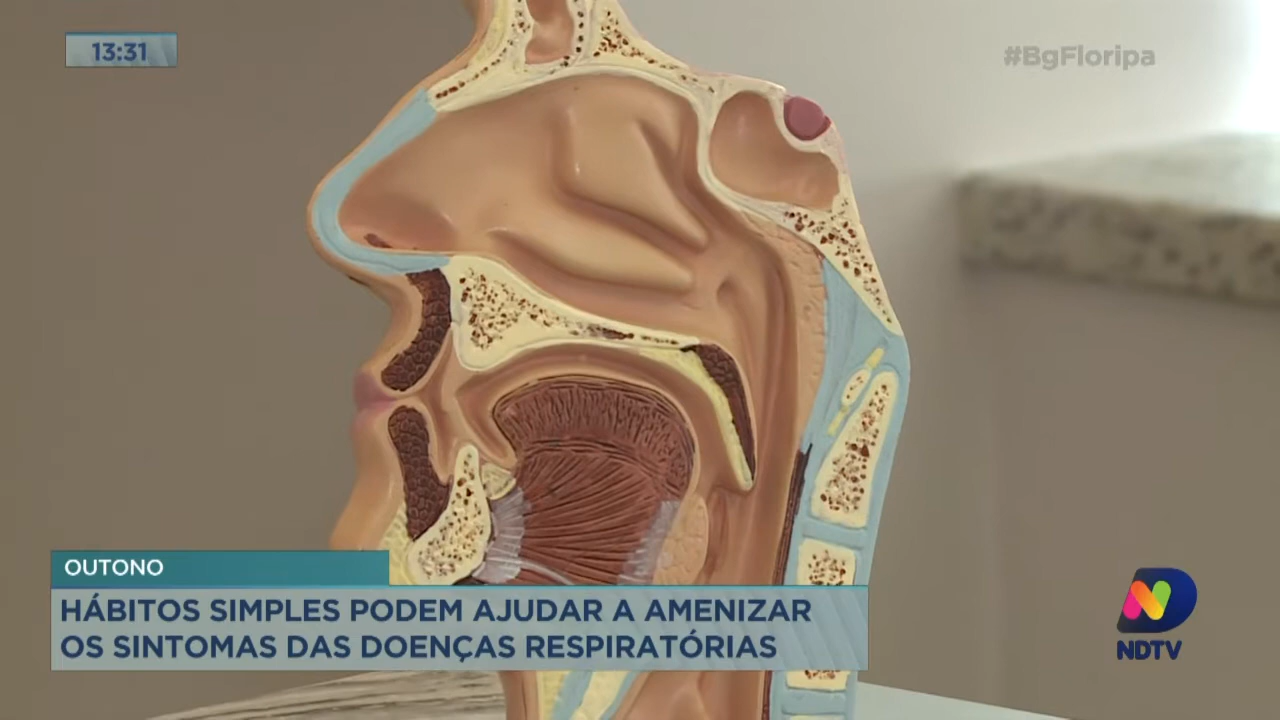 13:31
#BgFloripa
OUTONO
HÁBITOS SIMPLES PODEM AJUDAR A AMENIZAR
OS SINTOMAS DAS DOENÇAS RESPIRATÓRIAS
NDTV